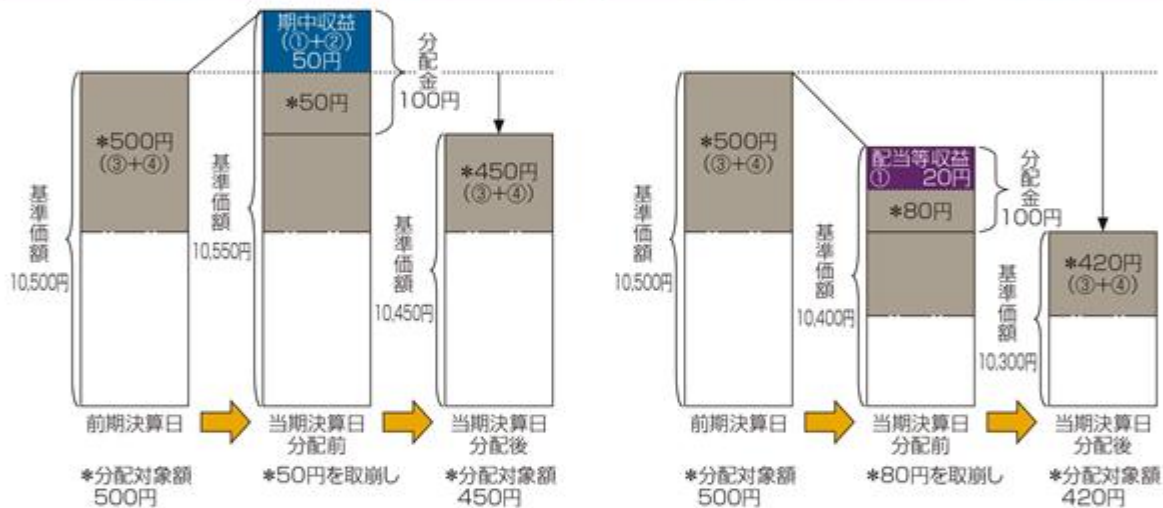 期中収益
(①+②)
50円
*50円
分配金
100円
*500円
(③+④)
*450円
(③+④)
基準価額
10,500円
基準価額
10,550円
基準価額
10,450円
前期決算日
当期決算日
分配前
当期決算日
分配後
*分配対象額
500円
*50円を取崩し
*分配対象額
450円
*500円
(③+④)
配当等収益
① 20円
*80円
分配金
100円
*420円
(③+④)
基準価額
10,500円
基準価額
10,400円
基準価額
10,300円
前期決算日
当期決算日
分配前
当期決算日
分配後
*分配対象額
500円
*80円を取崩し
*分配対象額
420円